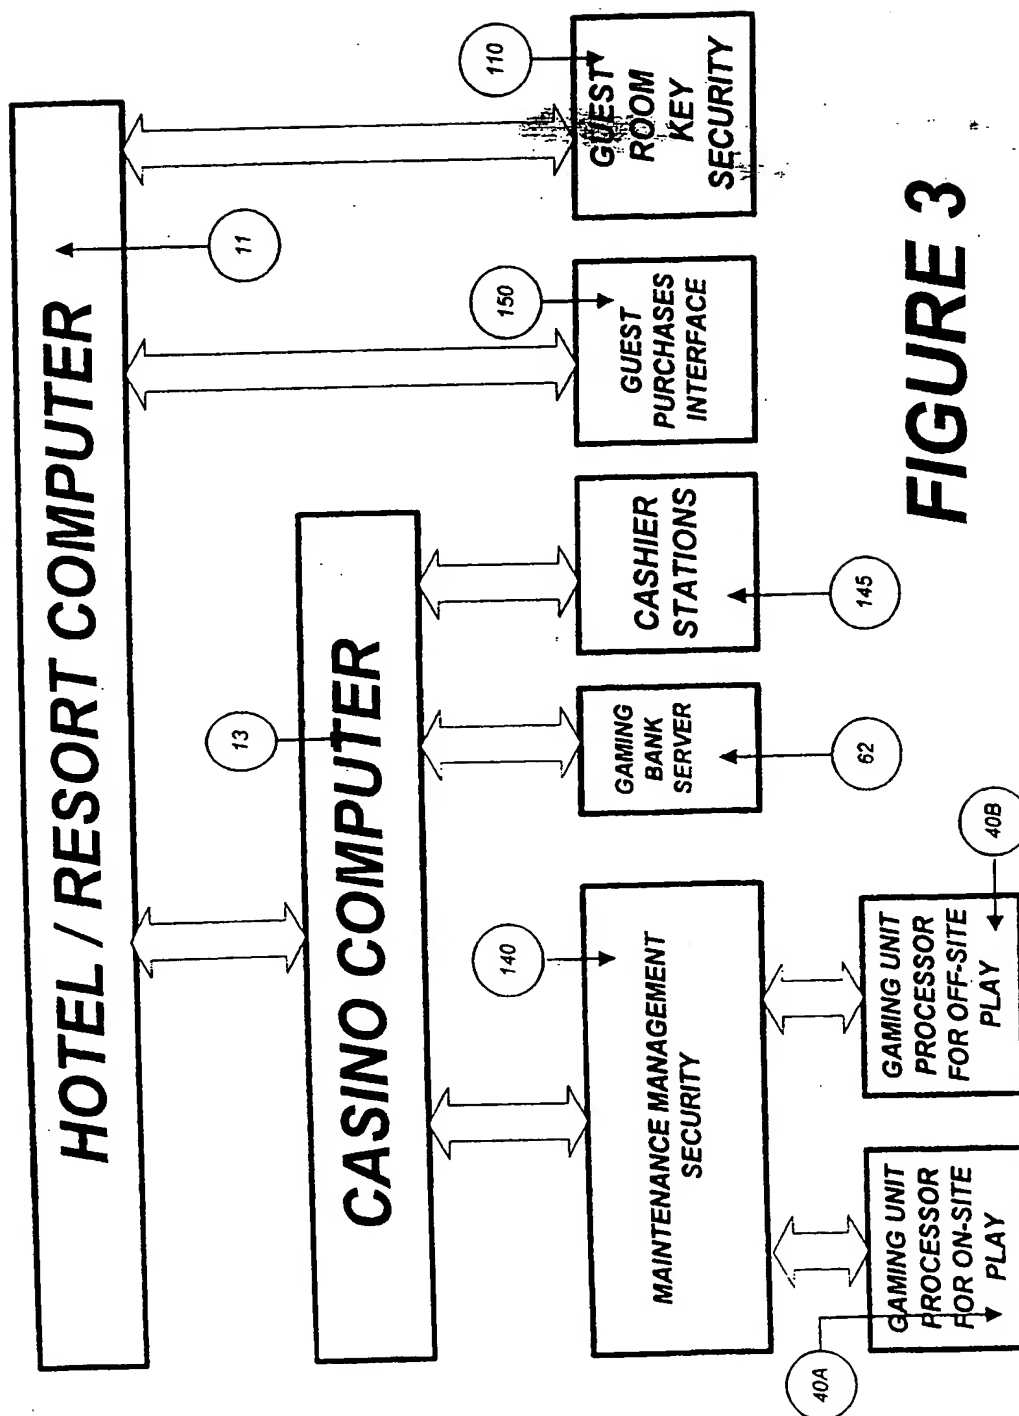 HOTEL / RESORT COMPUTER
11
13
CASINO COMPUTER
140
MAINTENANCE MANAGEMENT
SECURITY
GAMING
BANK
SERVER
62
CASHIER
STATIONS
145
150
GUEST
PURCHASES
INTERFACE
110
GUEST
ROOM
KEY
SECURITY
40A
GAMING UNIT
PROCESSOR
FOR ON-SITE
PLAY
GAMING UNIT
PROCESSOR
FOR OFF-SITE
PLAY
40B
FIGURE 3